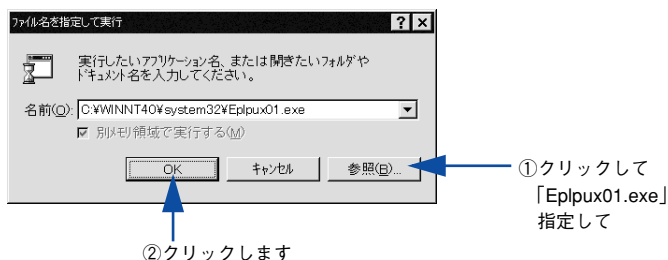 ファイル名を指定して実行
実行したいアプリケーション名、または開きたいフォルダや
ドキュメント名を入力してください。
名前(O): C:¥WINNT40¥system32¥Eplpux01.exe
別メモリ領域で実行する(M)
OK キャンセル 参照(B)...
①クリックして
「Eplpux01.exe」
指定して
②クリックします